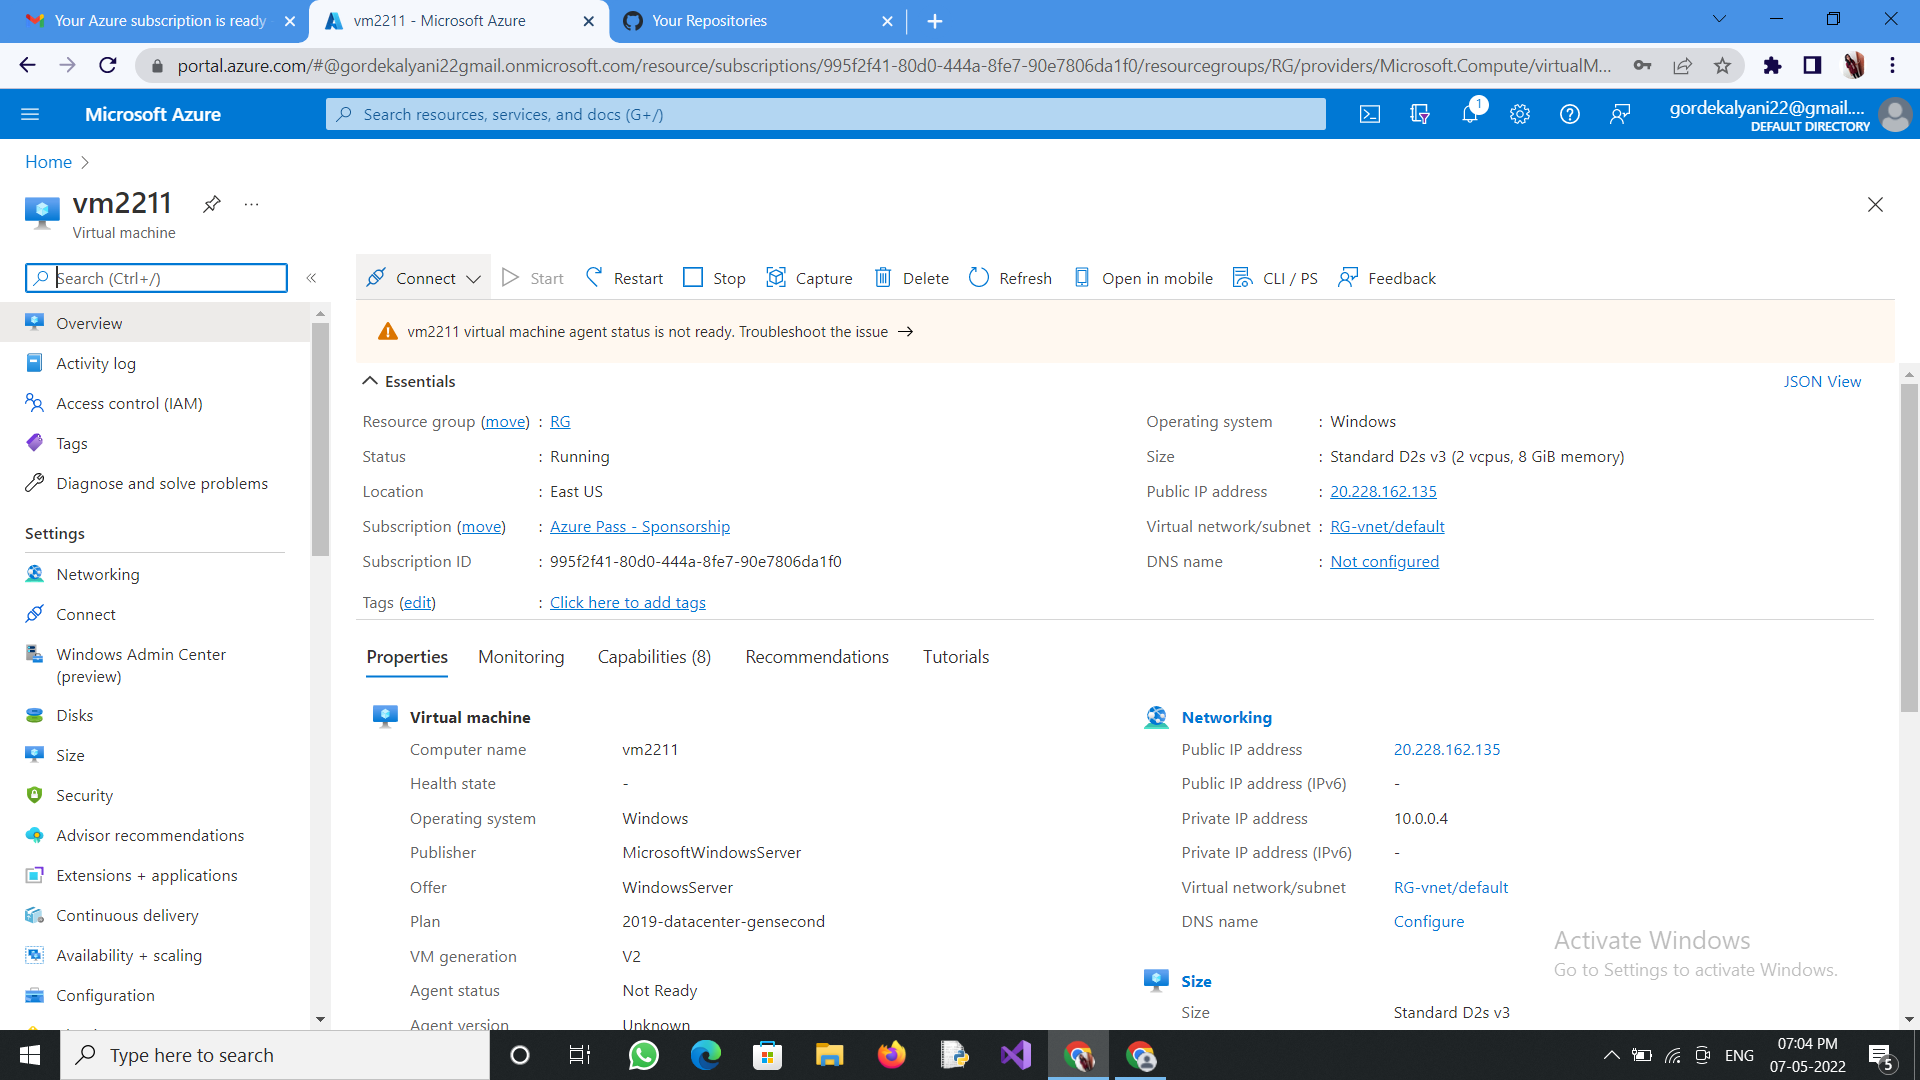 Your Azure subscription is ready
vm2211 - Microsoft Azure
Your Repositories
portal.azure.com/#@gordekalyani22gmail.onmicrosoft.com/resource/subscriptions/995f2f41-80d0-444a-8fe7-90e7806da1f0/resourcegroups/RG/providers/Microsoft.Compute/virtualM...
Microsoft Azure
Search resources, services, and docs (G+/)
1
gordekalyani22@gmail....
DEFAULT DIRECTORY
Home
vm2211
...
Virtual machine
Search (Ctrl+/)
Connect
Start
Restart
Stop
Capture
Delete
Refresh
Open in mobile
CLI / PS
Feedback
vm2211 virtual machine agent status is not ready. Troubleshoot the issue →
Overview
Activity log
Access control (IAM)
Tags
Diagnose and solve problems
Settings
Networking
Connect
Windows Admin Center
(preview)
Disks
Size
Security
Advisor recommendations
Extensions + applications
Continuous delivery
Availability + scaling
Configuration
Essentials
JSON View
Resource group (move) : RG
Status : Running
Location : East US
Subscription (move) : Azure Pass - Sponsorship
Subscription ID : 995f2f41-80d0-444a-8fe7-90e7806da1f0
Tags (edit) : Click here to add tags
Operating system : Windows
Size : Standard D2s v3 (2 vcpus, 8 GiB memory)
Public IP address : 20.228.162.135
Virtual network/subnet : RG-vnet/default
DNS name : Not configured
Properties
Monitoring
Capabilities (8)
Recommendations
Tutorials
Virtual machine
Computer name vm2211
Health state -
Operating system Windows
Publisher MicrosoftWindowsServer
Offer WindowsServer
Plan 2019-datacenter-gensecond
VM generation V2
Agent status Not Ready
Agent version Unknown
Networking
Public IP address 20.228.162.135
Public IP address (IPv6) -
Private IP address 10.0.0.4
Private IP address (IPv6) -
Virtual network/subnet RG-vnet/default
DNS name Configure
Size
Size Standard D2s v3
Activate Windows
Go to Settings to activate Windows.
Type here to search
ENG
07:04 PM
07-05-2022
5